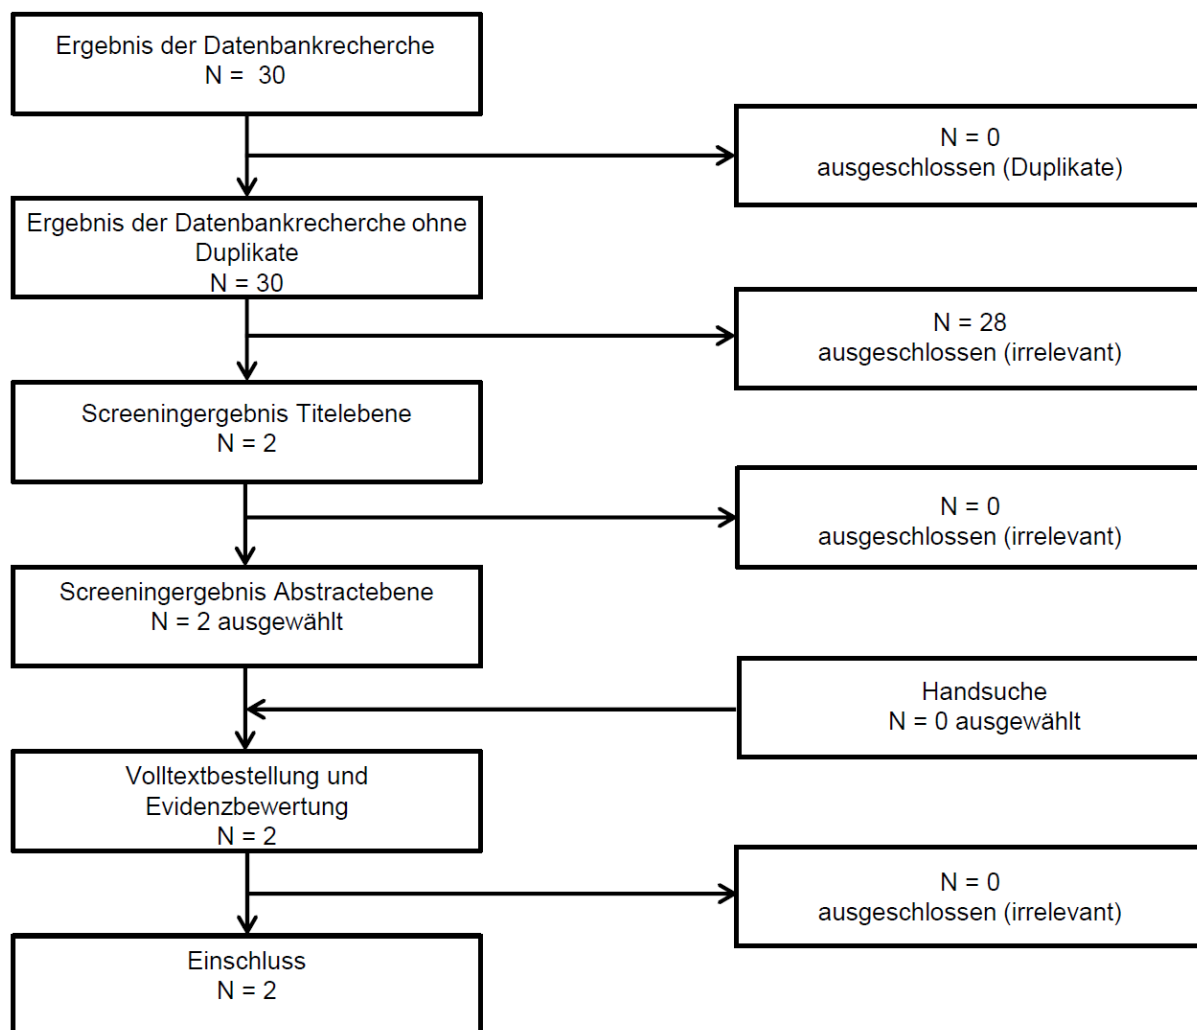 Ergebnis der Datenbankrecherche
N = 30
N = 0
ausgeschlossen (Duplikate)
Ergebnis der Datenbankrecherche ohne
Duplikate
N = 30
N = 28
ausgeschlossen (irrelevant)
Screeningergebnis Titelebene
N = 2
N = 0
ausgeschlossen (irrelevant)
Screeningergebnis Abstractebene
N = 2 ausgewählt
Handsuche
N = 0 ausgewählt
Volltextbestellung und
Evidenzbewertung
N = 2
N = 0
ausgeschlossen (irrelevant)
Einschluss
N = 2